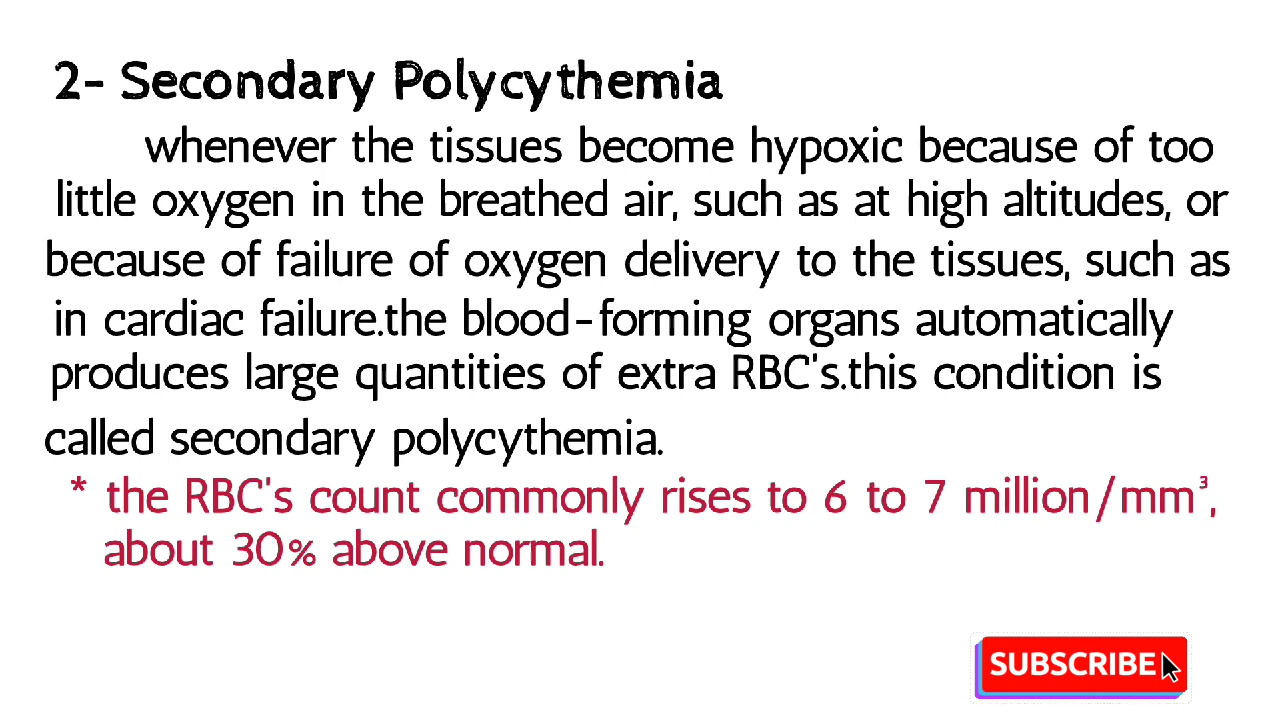 2- Secondary Polycythemia
whenever the tissues become hypoxic because of too
little oxygen in the breathed air, such as at high altitudes, or
because of failure of oxygen delivery to the tissues, such as
in cardiac failure.the blood-forming organs automatically
produces large quantities of extra RBC's.this condition is
called secondary polycythemia.
* the RBC's count commonly rises to 6 to 7 million/mm³,
about 30% above normal.
SUBSCRIBE